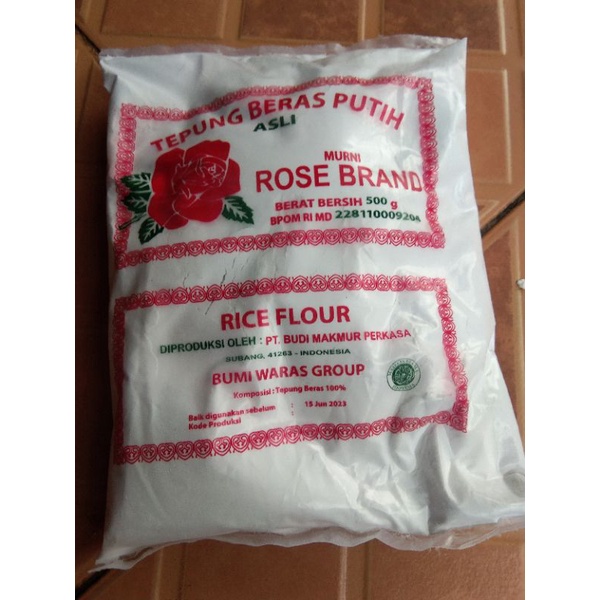 TEPUNG BERAS PUTIH
ASLI
MURNI
ROSE BRAND
BERAT BERSIH 500 g
BPOM RI MD 228110009208
RICE FLOUR
DIPRODUKSI OLEH : PT. BUDI MAKMUR PERKASA
SUBANG, 41263 - INDONESIA
BUMI WARAS GROUP
Komposisi : Tepung Beras 100%
Baik digunakan sebelum : 15 Jun 2023
Kode Produksi :